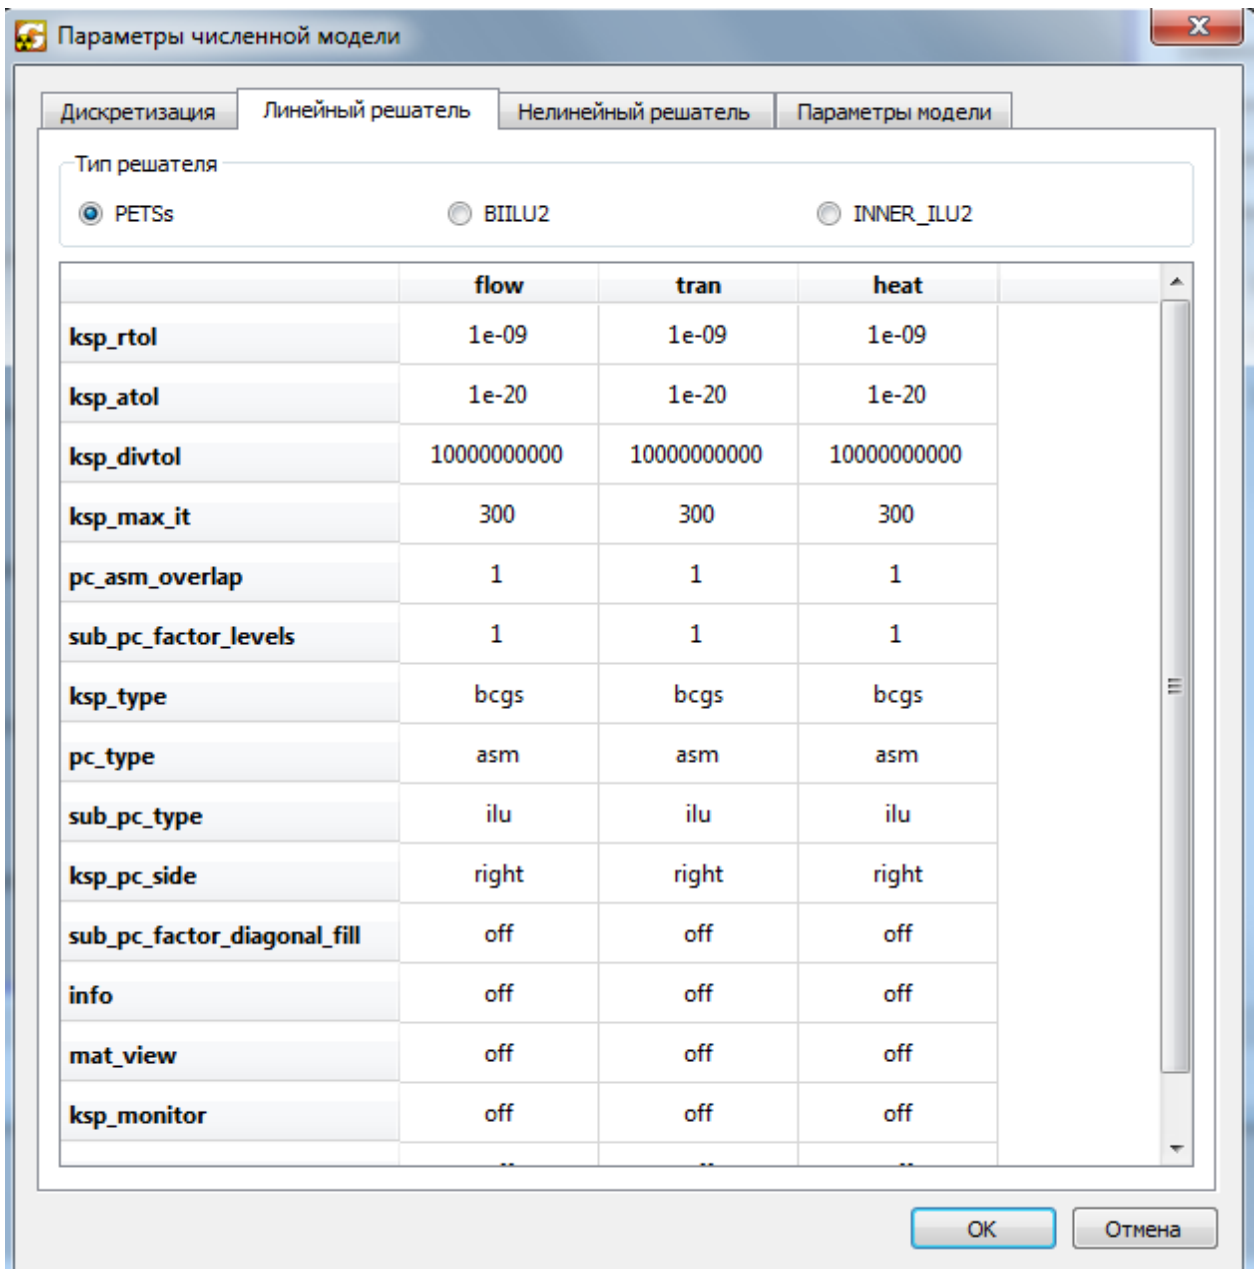 Параметры численной модели
Дискретизация Линейный решатель Нелинейный решатель Параметры модели
Тип решателя
PETSs BIILU2 INNER_ILU2
flow tran heat
ksp_rtol 1e-09 1e-09 1e-09
ksp_atol 1e-20 1e-20 1e-20
ksp_divtol 10000000000 10000000000 10000000000
ksp_max_it 300 300 300
pc_asm_overlap 1 1 1
sub_pc_factor_levels 1 1 1
ksp_type bcgs bcgs bcgs
pc_type asm asm asm
sub_pc_type ilu ilu ilu
ksp_pc_side right right right
sub_pc_factor_diagonal_fill off off off
info off off off
mat_view off off off
ksp_monitor off off off
OK Отмена